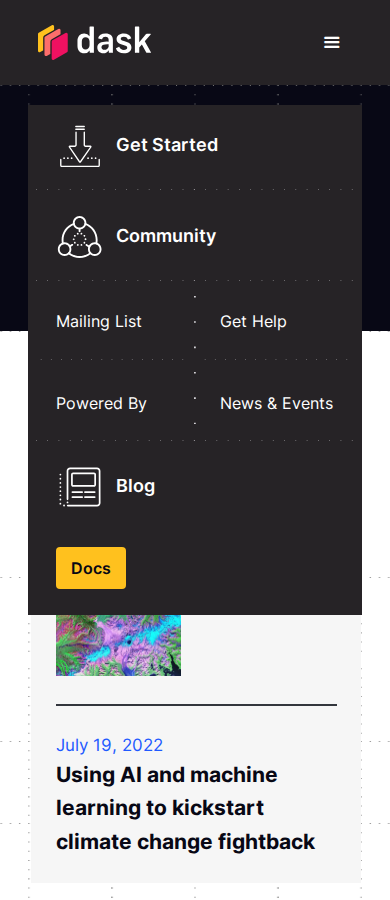 dask
Get Started
Community
Mailing List
Get Help
Powered By
News & Events
Blog
Docs
July 19, 2022
Using AI and machine
learning to kickstart
climate change fightback